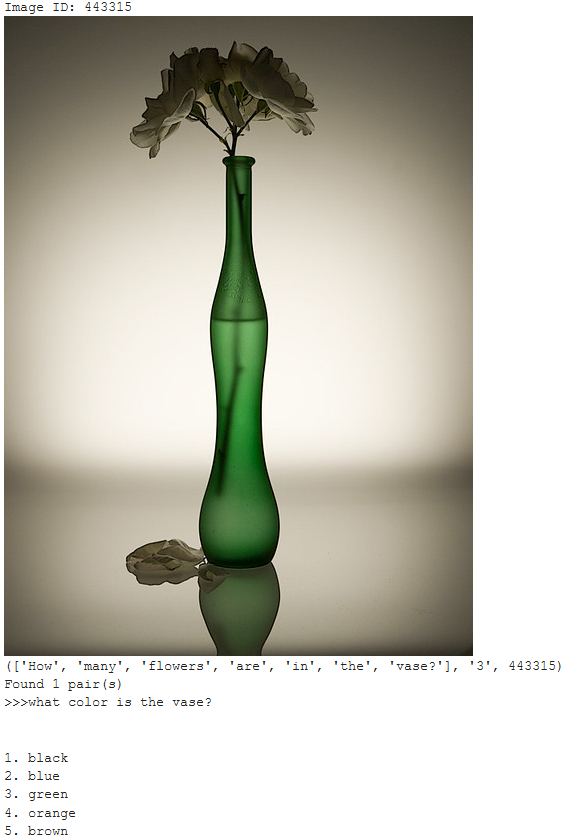 Image ID: 443315
(['How', 'many', 'flowers', 'are', 'in', 'the', 'vase?'], '3', 443315)
Found 1 pair(s)
>>>what color is the vase?
1. black
2. blue
3. green
4. orange
5. brown